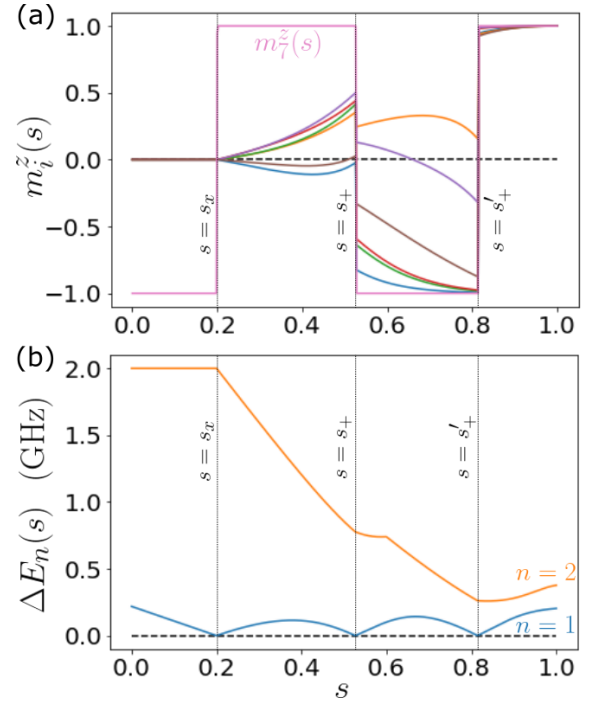 (a)
1.0
0.5
0.0
−0.5
−1.0
m_i^z(s)
m_7^z(s)
s = s_x
s = s_+
s = s'_+
0.0 0.2 0.4 0.6 0.8 1.0
(b)
2.0
1.5
1.0
0.5
0.0
ΔE_n(s) (GHz)
s = s_x
s = s_+
s = s'_+
n = 2
n = 1
0.0 0.2 0.4 0.6 0.8 1.0
s